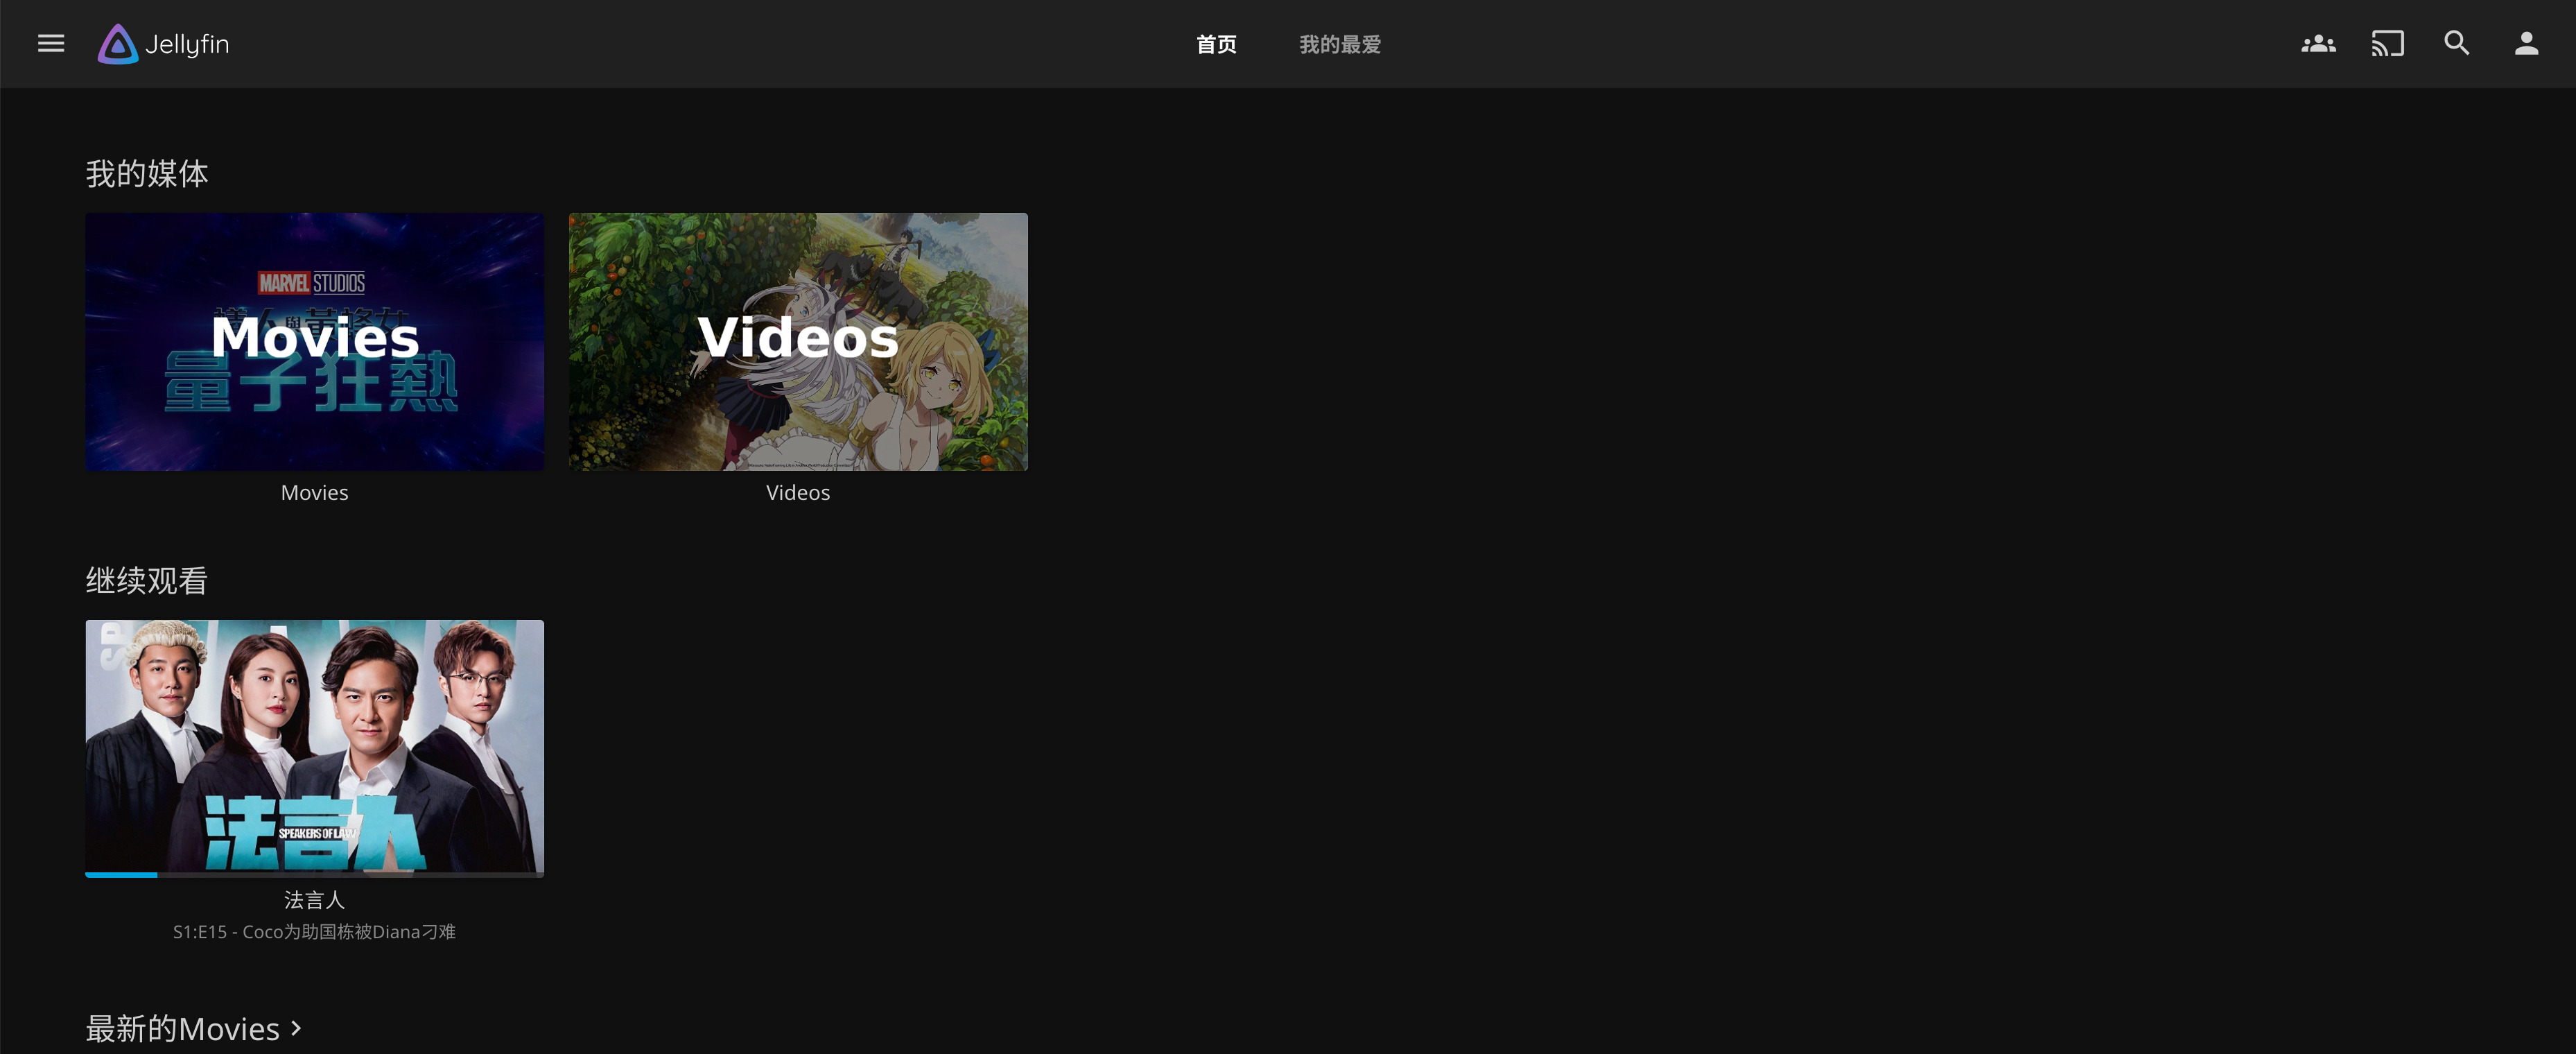 Jellyfin
首页
我的最爱
我的媒体
MARVEL STUDIOS
量子狂熱
Movies
Videos
Movies
Videos
继续观看
法言人
SPEAKERS OF LAW
法言人
S1:E15 - Coco为助国栋被Diana刁难
最新的Movies